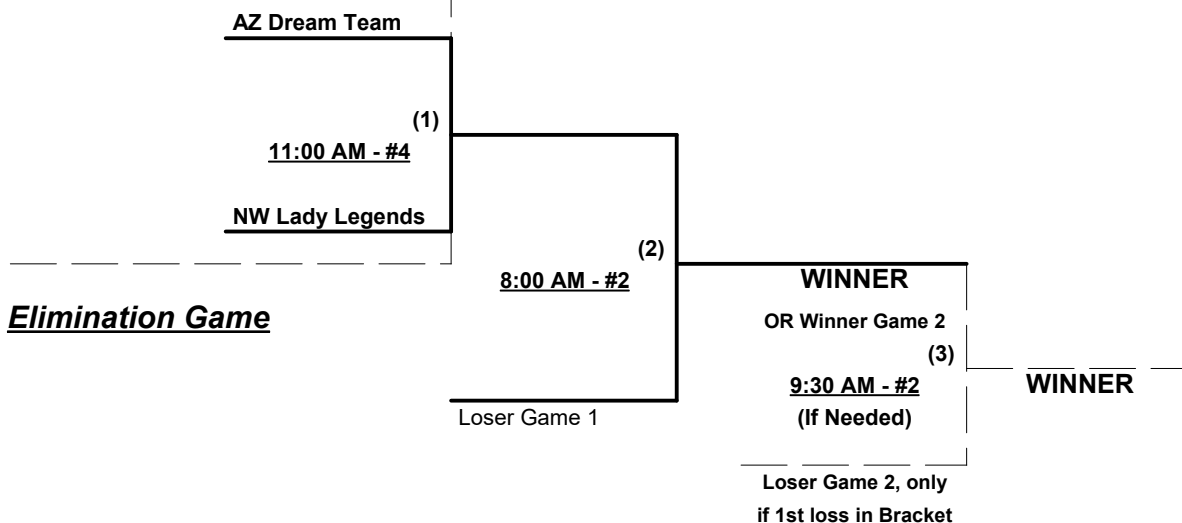 AZ Dream Team
(1)
11:00 AM - #4
NW Lady Legends
(2)
8:00 AM - #2
WINNER
Elimination Game
OR Winner Game 2
(3)
9:30 AM - #2
WINNER
Loser Game 1
(If Needed)
Loser Game 2, only
if 1st loss in Bracket